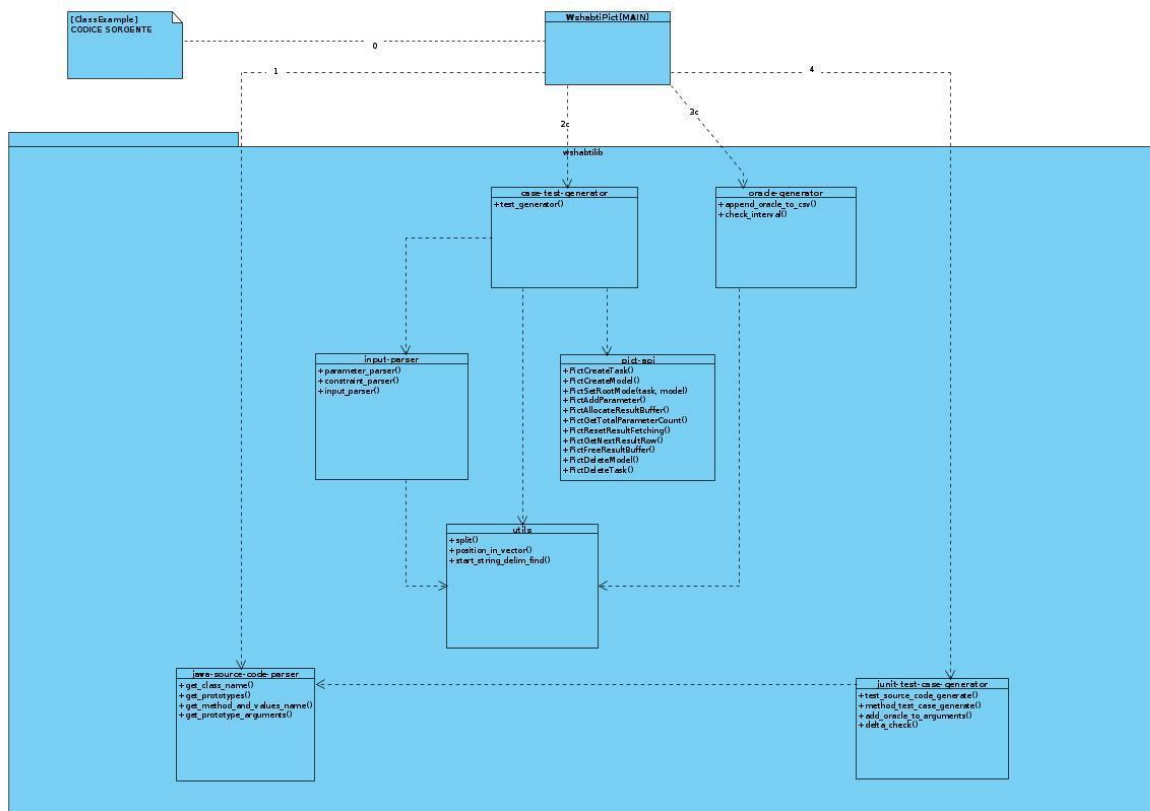 [ClassExample]
CODICE SORGENTE
WshabtiPict(MAIN)
0
1
4
2c
3c
wshabtilib
case-test-generator
+test_generator()
oracle-generator
+append_oracle_to_csv()
+check_interval()
input-parser
+parameter_parser()
+constraint_parser()
+input_parser()
pict-api
+PictCreateTask()
+PictCreateModel()
+PictSetRootMode(task, model)
+PictAddParameter()
+PictAllocateResultBuffer()
+PictGetTotalParameterCount()
+PictResetResultFetching()
+PictGetNextResultRow()
+PictFreeResultBuffer()
+PictDeleteModel()
+PictDeleteTask()
utils
+split()
+position_in_vector()
+start_string_delim_find()
java-source-code-parser
+get_class_name()
+get_prototypes()
+get_method_and_values_name()
+get_prototype_arguments()
junit-test-case-generator
+test_source_code_generate()
+method_test_case_generate()
+add_oracle_to_arguments()
+delta_check()